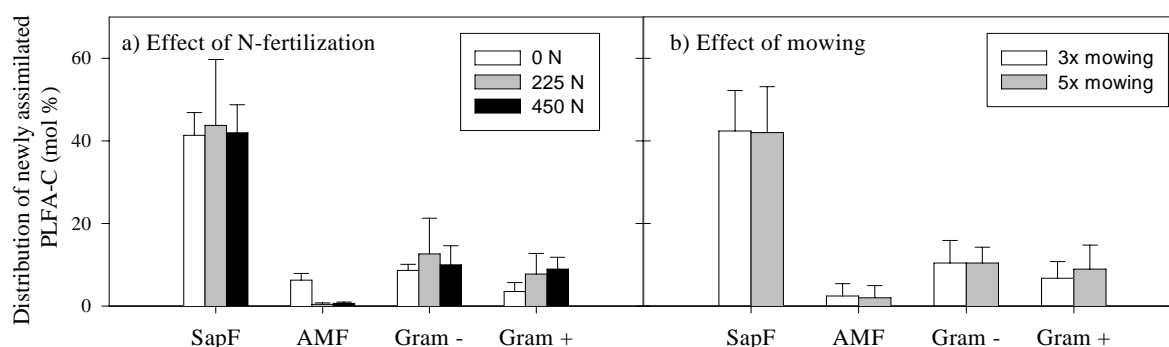 Distribution of newly assimilated
PLFA-C (mol %)
a) Effect of N-fertilization
0 N
225 N
450 N
60
40
20
0
SapF AMF Gram - Gram +
b) Effect of mowing
3x mowing
5x mowing
SapF AMF Gram - Gram +